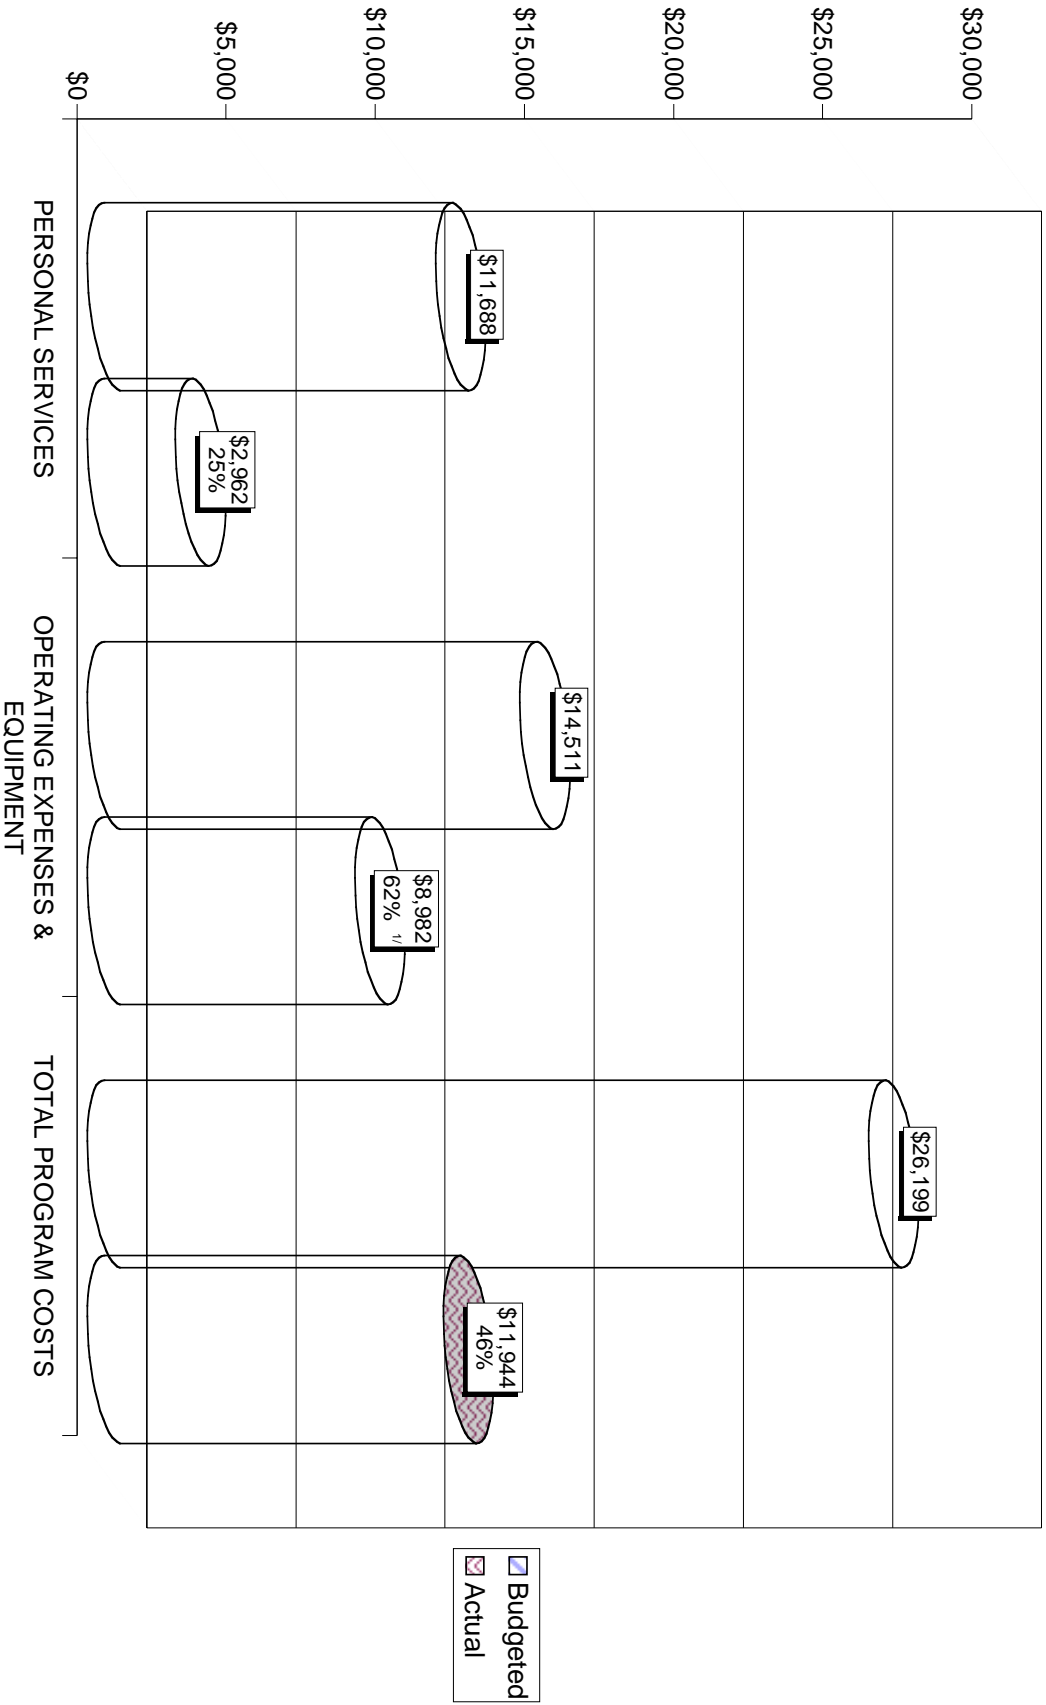 $30,000
$25,000
$20,000
$15,000
$10,000
$5,000
$0
$11,688
$2,962
25%
$14,511
$8,982
62% 1/
$26,199
$11,944
46%
PERSONAL SERVICES
OPERATING EXPENSES &
EQUIPMENT
TOTAL PROGRAM COSTS
Budgeted
Actual